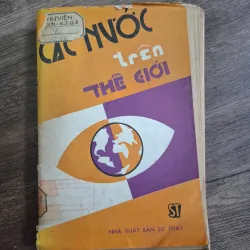 CÁC NƯỚC
trên
THẾ GIỚI
ST
NHÀ XUẤT BẢN SỰ THẬT